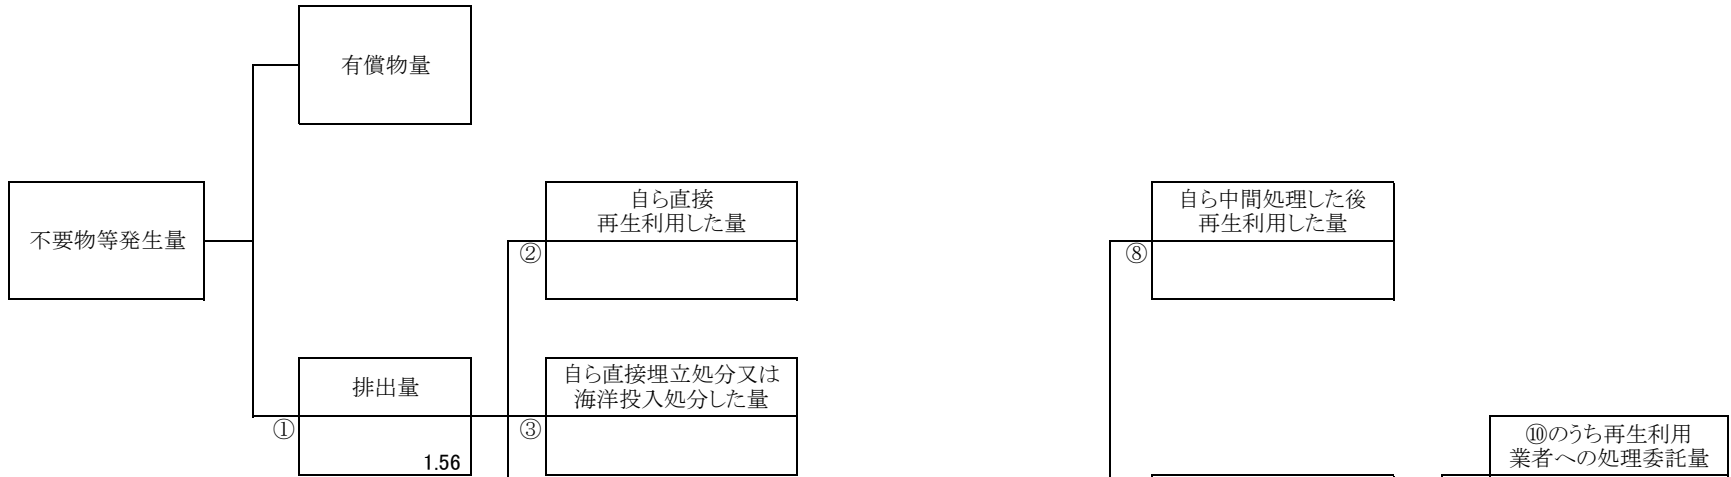 有償物量
不要物等発生量
自ら直接
再生利用した量
②
自ら中間処理した後
再生利用した量
⑧
排出量
①
1.56
自ら直接埋立処分又は
海洋投入処分した量
③
⑩のうち再生利用
業者への処理委託量